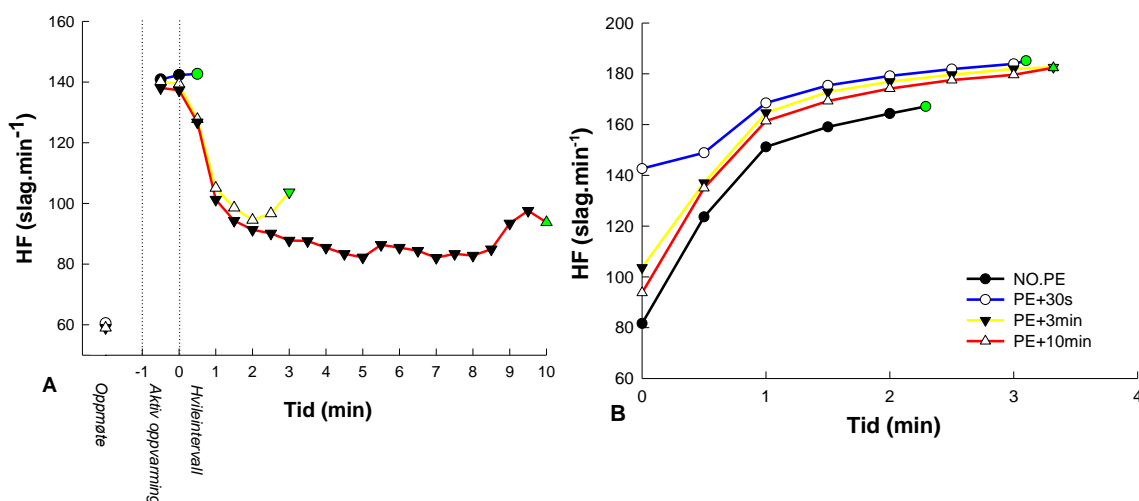 160
140
120
100
80
60
HF (slag.min-1)
-1 0 1 2 3 4 5 6 7 8 9 10
A
Tid (min)
Oppmøte
Aktiv oppvarming
Hvileintervall
200
180
160
140
120
100
80
60
HF (slag.min-1)
NO.PE
PE+30s
PE+3min
PE+10min
B
0 1 2 3 4
Tid (min)